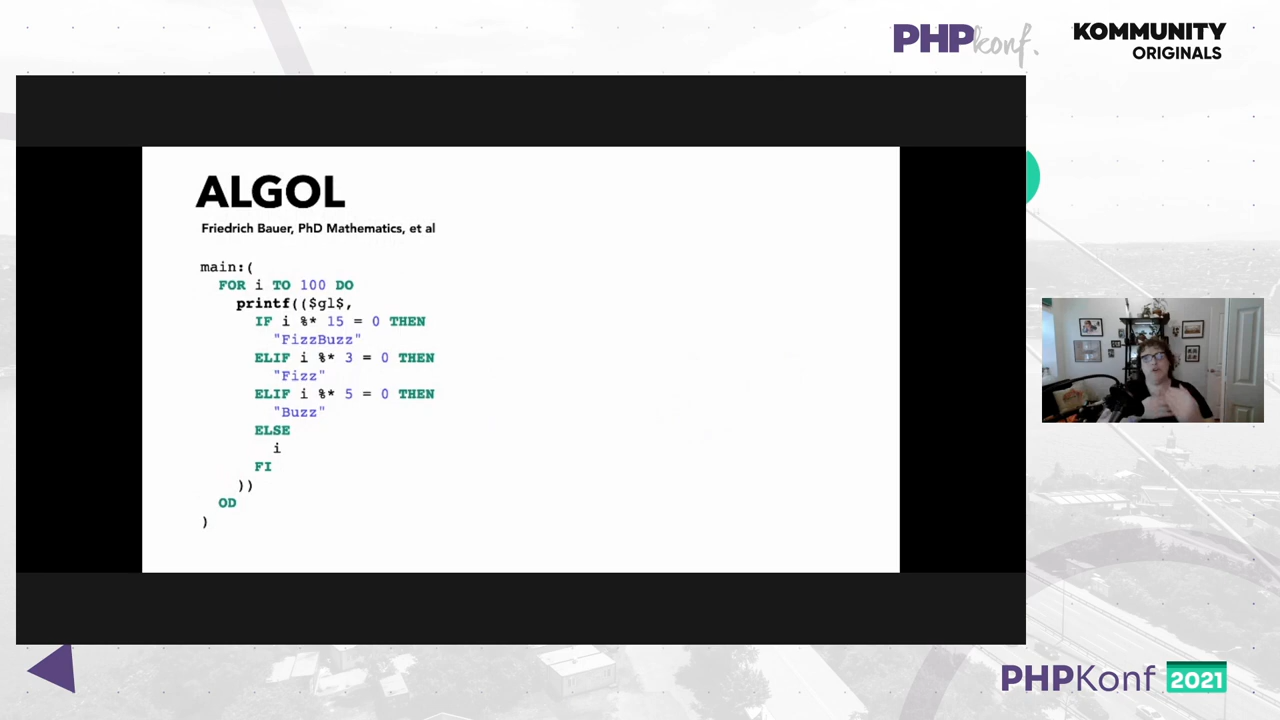 PHPkonf.
KOMMUNITY
ORIGINALS
ALGOL
Friedrich Bauer, PhD Mathematics, et al
main:(
FOR i TO 100 DO
printf(($gl$,
IF i %* 15 = 0 THEN
"FizzBuzz"
ELIF i %* 3 = 0 THEN
"Fizz"
ELIF i %* 5 = 0 THEN
"Buzz"
ELSE
i
FI
))
OD
)
PHPKonf 2021